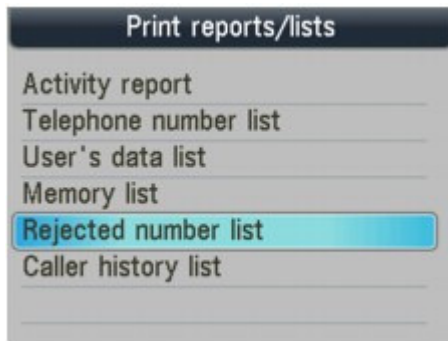 Print reports/lists
Activity report
Telephone number list
User's data list
Memory list
Rejected number list
Caller history list